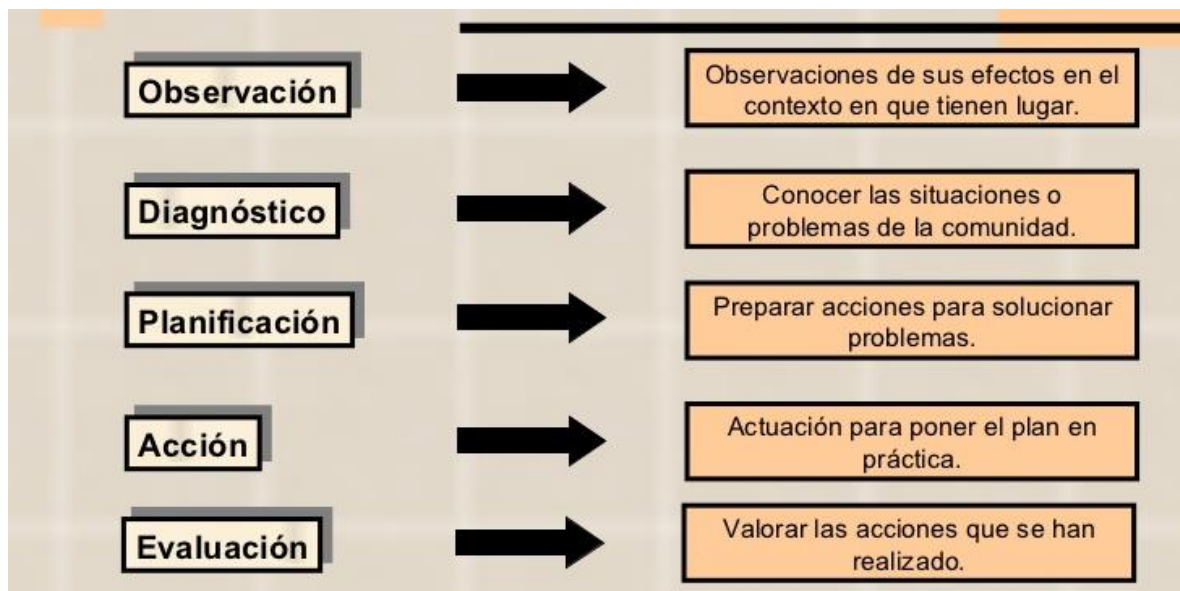 Observación
Observaciones de sus efectos en el
contexto en que tienen lugar.
Diagnóstico
Conocer las situaciones o
problemas de la comunidad.
Planificación
Preparar acciones para solucionar
problemas.
Acción
Actuación para poner el plan en
práctica.
Evaluación
Valorar las acciones que se han
realizado.